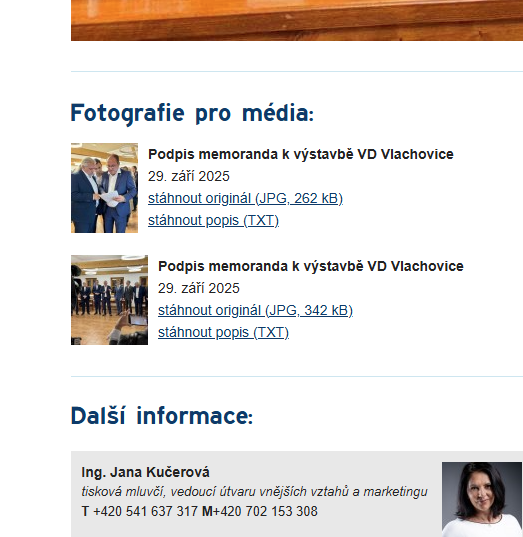 Fotografie pro média:
Podpis memoranda k výstavbě VD Vlachovice
29. září 2025
stáhnout originál (JPG, 262 kB)
stáhnout popis (TXT)
Podpis memoranda k výstavbě VD Vlachovice
29. září 2025
stáhnout originál (JPG, 342 kB)
stáhnout popis (TXT)
Další informace:
Ing. Jana Kučerová
tisková mluvčí, vedoucí útvaru vnějších vztahů a marketingu
T +420 541 637 317 M+420 702 153 308